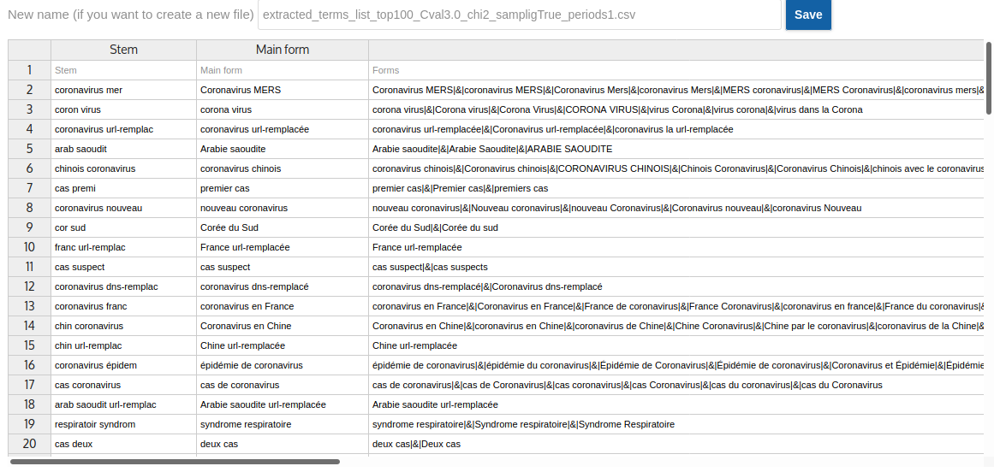 New name (if you want to create a new file) extracted_terms_list_top100_Cval3.0_chi2_sampligTrue_periods1.csv Save
Stem Main form
1 Stem Main form Forms
2 coronavirus mer Coronavirus MERS Coronavirus MERS|&|coronavirus MERS|&|Coronavirus Mers|&|coronavirus Mers|&|MERS coronavirus|&|MERS Coronavirus|&|coronavirus mers|&
3 coron virus corona virus corona virus|&|Corona virus|&|Corona Virus|&|CORONA VIRUS|&|virus Corona|&|virus corona|&|virus dans la Corona
4 coronavirus url-remplac coronavirus url-remplacée coronavirus url-remplacée|&|Coronavirus url-remplacée|&|coronavirus la url-remplacée
5 arab saoudit Arabie saoudite Arabie saoudite|&|Arabie Saoudite|&|ARABIE SAOUDITE
6 chinois coronavirus coronavirus chinois coronavirus chinois|&|Coronavirus chinois|&|CORONAVIRUS CHINOIS|&|Chinois Coronavirus|&|Coronavirus Chinois|&|chinois avec le coronavirus
7 cas premi premier cas premier cas|&|Premier cas|&|premiers cas
8 coronavirus nouveau nouveau coronavirus nouveau coronavirus|&|Nouveau coronavirus|&|nouveau Coronavirus|&|Coronavirus nouveau|&|coronavirus Nouveau
9 cor sud Corée du Sud Corée du Sud|&|Corée du sud
10 franc url-remplac France url-remplacée France url-remplacée
11 cas suspect cas suspect cas suspect|&|cas suspects
12 coronavirus dns-remplac coronavirus dns-remplacé coronavirus dns-remplacé|&|Coronavirus dns-remplacé
13 coronavirus franc coronavirus en France coronavirus en France|&|Coronavirus en France|&|France de coronavirus|&|France Coronavirus|&|coronavirus en france|&|France du coronavirus|&
14 chin coronavirus Coronavirus en Chine Coronavirus en Chine|&|coronavirus en Chine|&|coronavirus de Chine|&|Chine Coronavirus|&|Chine par le coronavirus|&|coronavirus de la Chine|&
15 chin url-remplac Chine url-remplacée Chine url-remplacée
16 coronavirus épidem épidémie de coronavirus épidémie de coronavirus|&|épidémie du coronavirus|&|Épidémie de Coronavirus|&|Épidémie de coronavirus|&|Coronavirus et Épidémie|&|Épidémie
17 cas coronavirus cas de coronavirus cas de coronavirus|&|cas de Coronavirus|&|cas coronavirus|&|cas Coronavirus|&|cas du coronavirus|&|cas du Coronavirus
18 arab saoudit url-remplac Arabie saoudite url-remplacée Arabie saoudite url-remplacée
19 respiratoir syndrom syndrome respiratoire syndrome respiratoire|&|Syndrome respiratoire|&|Syndrome Respiratoire
20 cas deux deux cas deux cas|&|Deux cas